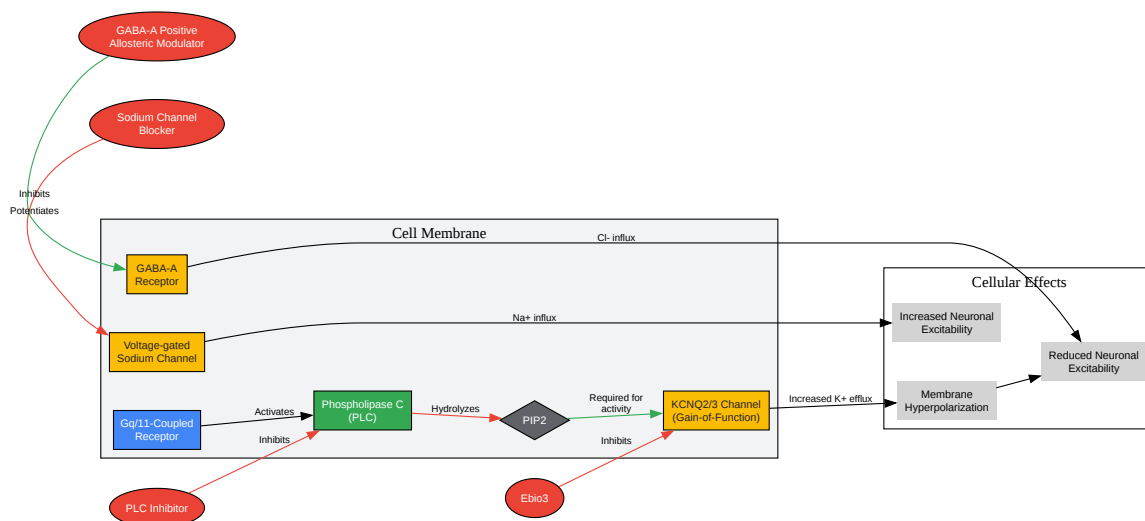 GABA-A Positive
Allosteric Modulator
Sodium Channel
Blocker
Inhibits
Potentiates
Cell Membrane
Cl- influx
GABA-A
Receptor
Cellular Effects
Na+ influx
Increased Neuronal
Excitability
Voltage-gated
Sodium Channel
Reduced Neuronal
Excitability
Gq/11-Coupled
Receptor
Activates
Phospholipase C
(PLC)
Hydrolyzes
PIP2
Required for
activity
KCNQ2/3 Channel
(Gain-of-Function)
Increased K+ efflux
Membrane
Hyperpolarization
Inhibits
Inhibits
PLC Inhibitor
Ebio3